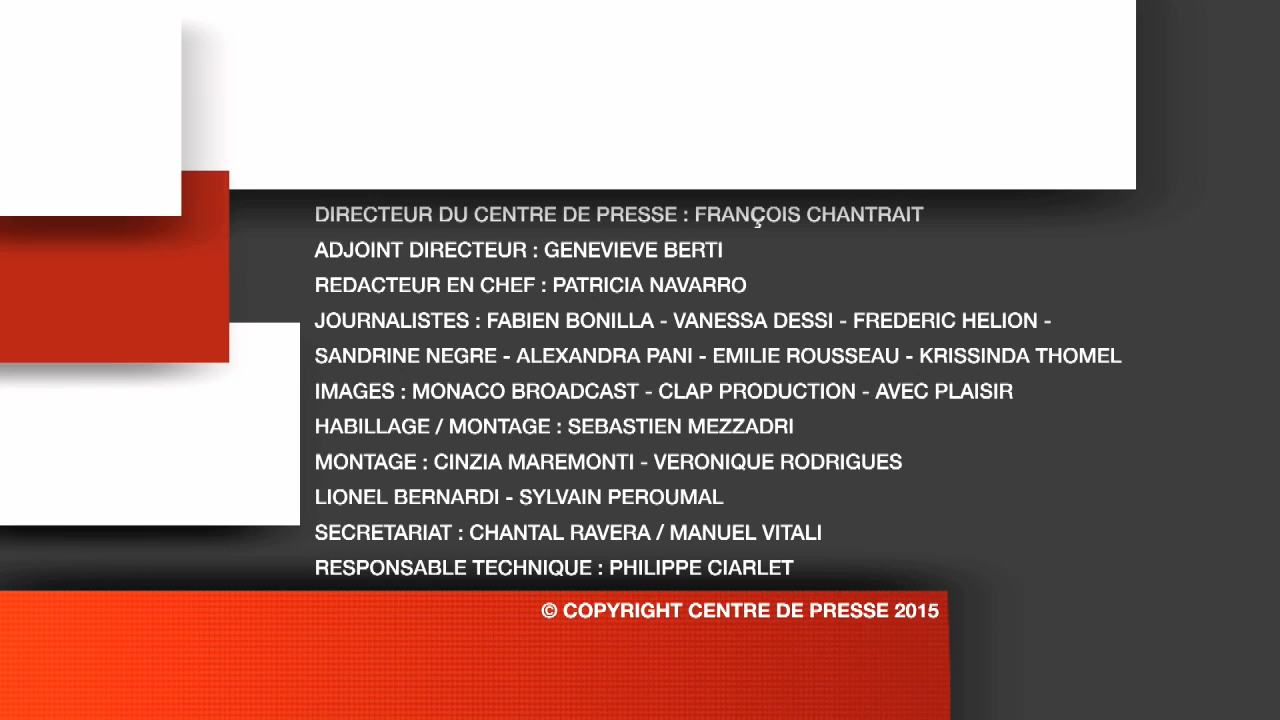 DIRECTEUR DU CENTRE DE PRESSE : FRANÇOIS CHANTRAIT
ADJOINT DIRECTEUR : GENEVIEVE BERTI
REDACTEUR EN CHEF : PATRICIA NAVARRO
JOURNALISTES : FABIEN BONILLA - VANESSA DESSI - FREDERIC HELION -
SANDRINE NEGRE - ALEXANDRA PANI - EMILIE ROUSSEAU - KRISSINDA THOMEL
IMAGES : MONACO BROADCAST - CLAP PRODUCTION - AVEC PLAISIR
HABILLAGE / MONTAGE : SEBASTIEN MEZZADRI
MONTAGE : CINZIA MAREMONTI - VERONIQUE RODRIGUES
LIONEL BERNARDI - SYLVAIN PEROUMAL
SECRETARIAT : CHANTAL RAVERA / MANUEL VITALI
RESPONSABLE TECHNIQUE : PHILIPPE CIARLET
© COPYRIGHT CENTRE DE PRESSE 2015